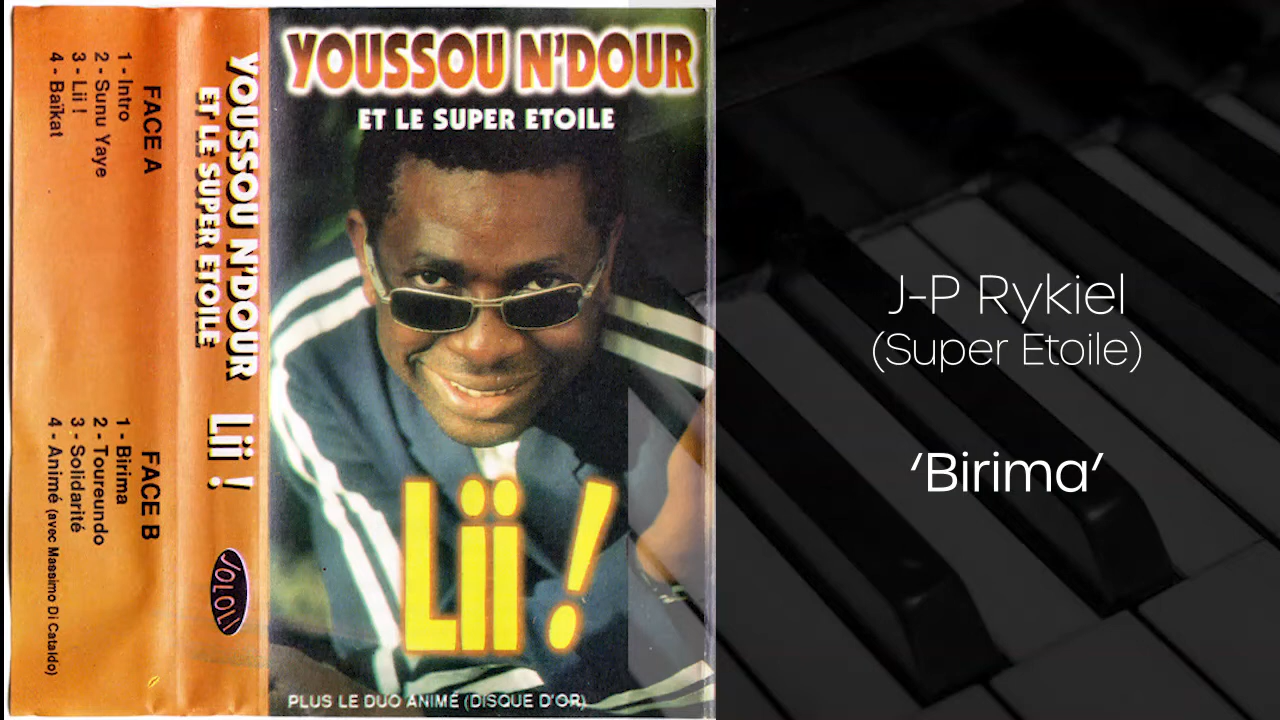 FACE A
1 - Intro
2 - Sunu Yaye
3 - Lii !
4 - Baïkat
FACE B
1 - Birima
2 - Toureundo
3 - Solidarité
4 - Animé (avec Massimo Di Cataldo)
YOUSSOU N'DOUR Lii !
ET LE SUPER ETOILE
JOLOLI
YOUSSOU N'DOUR
ET LE SUPER ETOILE
Lii !
PLUS LE DUO ANIMÉ (DISQUE D'OR)
J-P Rykiel
(Super Etoile)
‘Birima’